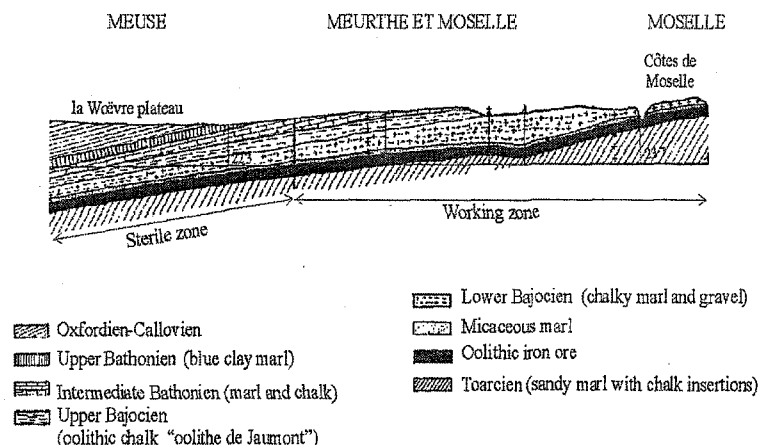 MEUSE
MEURTHE ET MOSELLE
MOSELLE
Côtes de
Moselle
la Woëvre plateau
273
237
Sterile zone
Working zone
Oxfordien-Callovien
Upper Bathonien (blue clay marl)
Intermediate Bathonien (marl and chalk)
Upper Bajocien
(oolithic chalk "oolithe de Jaumont")
Lower Bajocien (chalky marl and gravel)
Micaceous marl
Oolithic iron ore
Toarcien (sandy marl with chalk insertions)